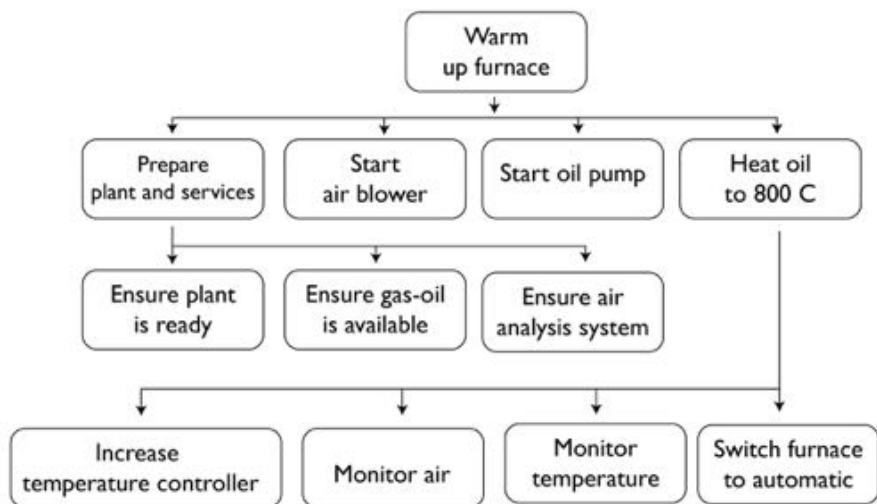 Warm
up furnace
Prepare
plant and services
Start
air blower
Start oil pump
Heat oil
to 800 C
Ensure plant
is ready
Ensure gas-oil
is available
Ensure air
analysis system
Increase
temperature controller
Monitor air
Monitor
temperature
Switch furnace
to automatic